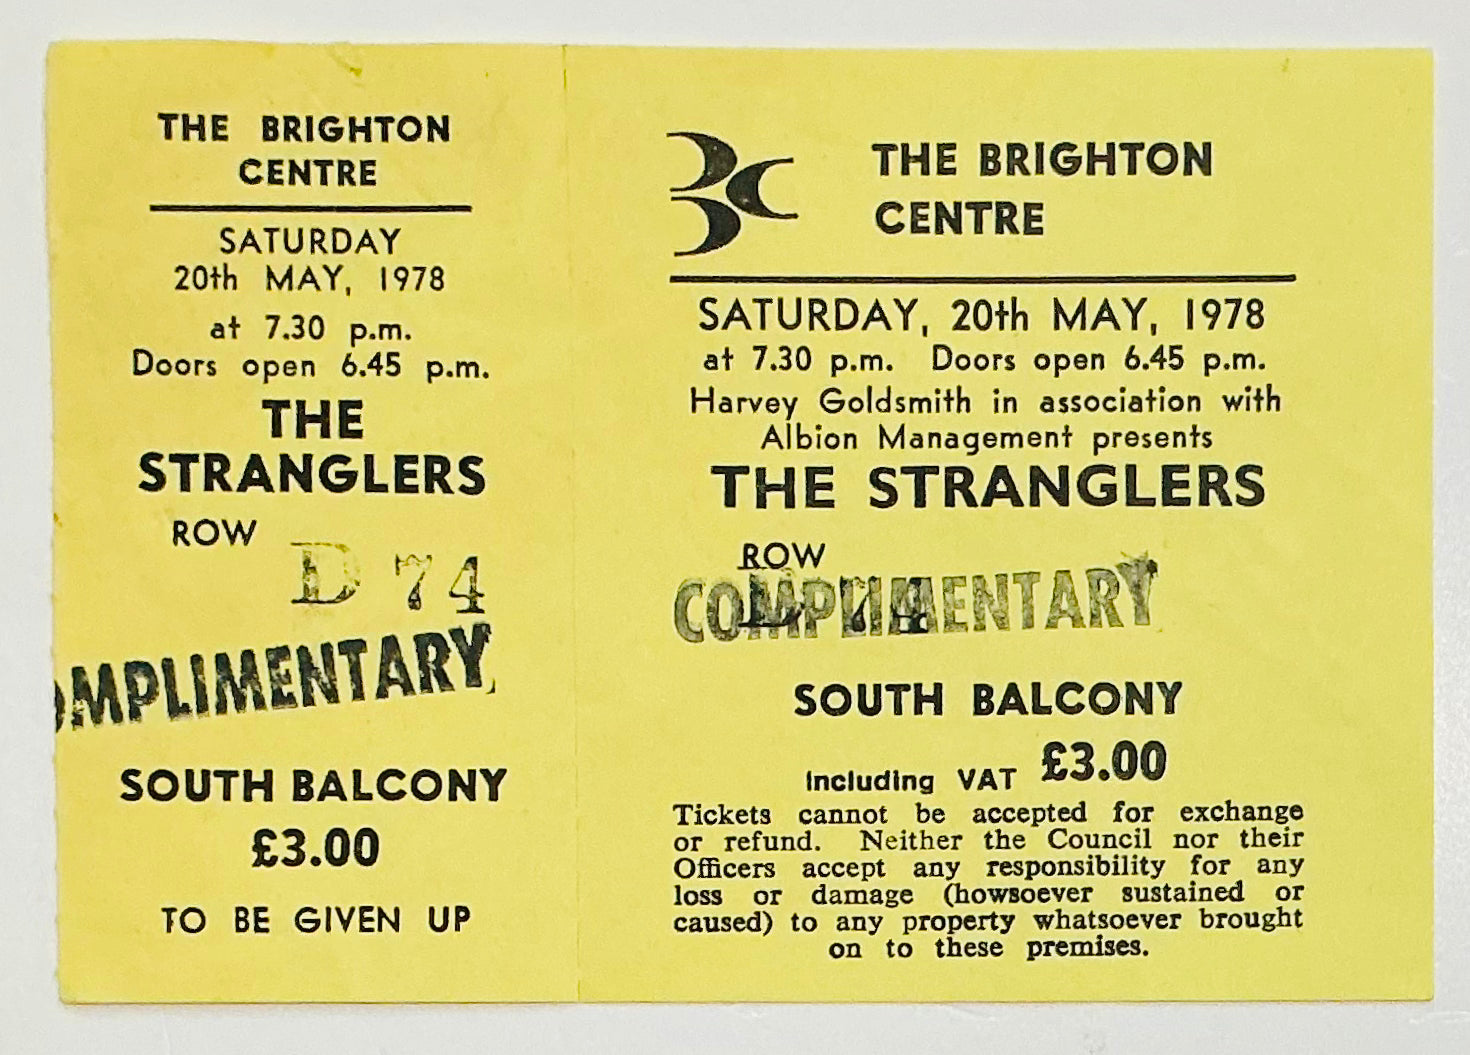 THE BRIGHTON
CENTRE
SATURDAY
20th MAY, 1978
at 7.30 p.m.
Doors open 6.45 p.m.
THE
STRANGLERS
ROW
D 74
OMPLIMENTARY
SOUTH BALCONY
£3.00
TO BE GIVEN UP
THE BRIGHTON
CENTRE
SATURDAY, 20th MAY, 1978
at 7.30 p.m. Doors open 6.45 p.m.
Harvey Goldsmith in association with
Albion Management presents
THE STRANGLERS
ROW
D 74
COMPLIMENTARY
SOUTH BALCONY
Including VAT £3.00
Tickets cannot be accepted for exchange
or refund. Neither the Council nor their
Officers accept any responsibility for any
loss or damage (howsoever sustained or
caused) to any property whatsoever brought
on to these premises.